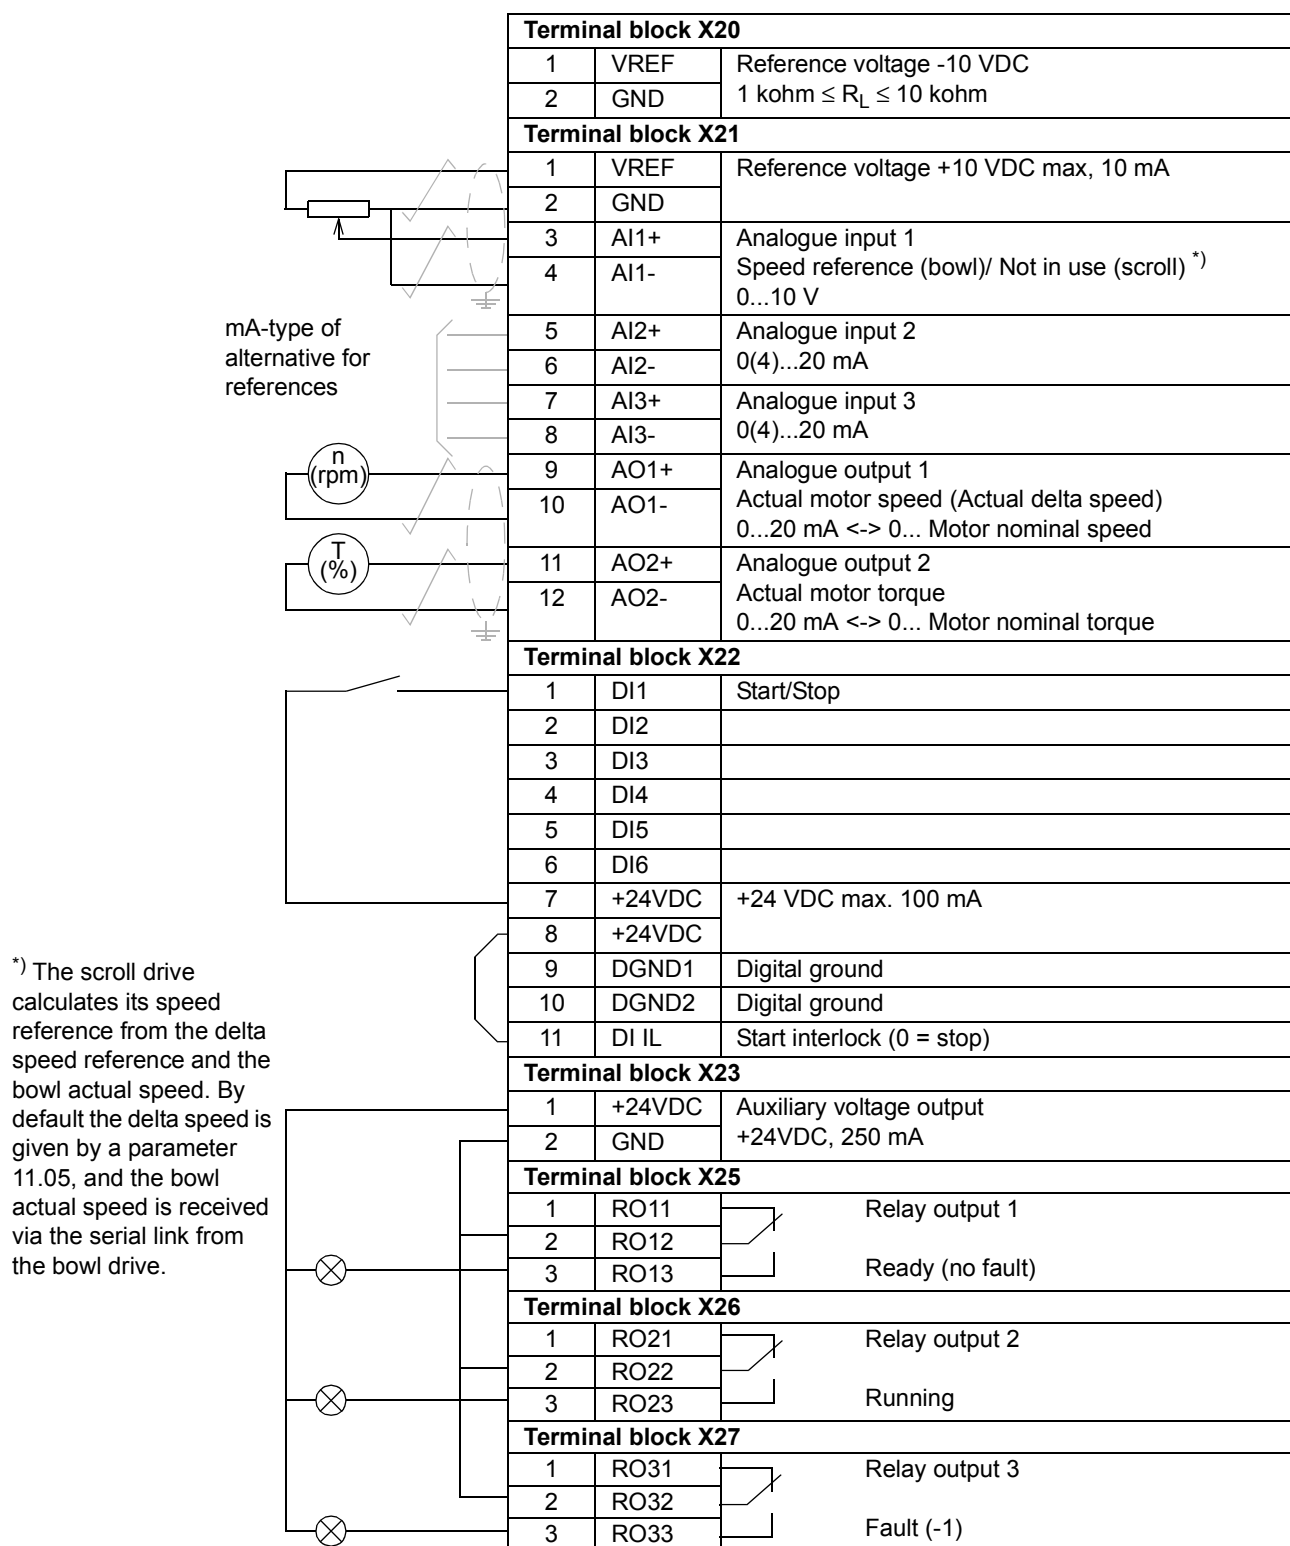 Terminal block X20
1 VREF Reference voltage -10 VDC
2 GND 1 kohm ≤ RL ≤ 10 kohm
Terminal block X21
1 VREF Reference voltage +10 VDC max, 10 mA
2 GND
3 AI1+ Analogue input 1
4 AI1- Speed reference (bowl)/ Not in use (scroll) *)
0...10 V
mA-type of
alternative for
references
5 AI2+ Analogue input 2
6 AI2- 0(4)...20 mA
7 AI3+ Analogue input 3
8 AI3- 0(4)...20 mA
n
(rpm)
9 AO1+ Analogue output 1
10 AO1- Actual motor speed (Actual delta speed)
0...20 mA <-> 0... Motor nominal speed
T
(%)
11 AO2+ Analogue output 2
12 AO2- Actual motor torque
0...20 mA <-> 0... Motor nominal torque
Terminal block X22
1 DI1 Start/Stop
2 DI2
3 DI3
4 DI4
5 DI5
6 DI6
7 +24VDC +24 VDC max. 100 mA
8 +24VDC
9 DGND1 Digital ground
10 DGND2 Digital ground
11 DI IL Start interlock (0 = stop)
*) The scroll drive
calculates its speed
reference from the delta
speed reference and the
bowl actual speed. By
default the delta speed is
given by a parameter
11.05, and the bowl
actual speed is received
via the serial link from
the bowl drive.
Terminal block X23
1 +24VDC Auxiliary voltage output
2 GND +24VDC, 250 mA
Terminal block X25
1 RO11 Relay output 1
2 RO12
3 RO13 Ready (no fault)
Terminal block X26
1 RO21 Relay output 2
2 RO22
3 RO23 Running
Terminal block X27
1 RO31 Relay output 3
2 RO32
3 RO33 Fault (-1)